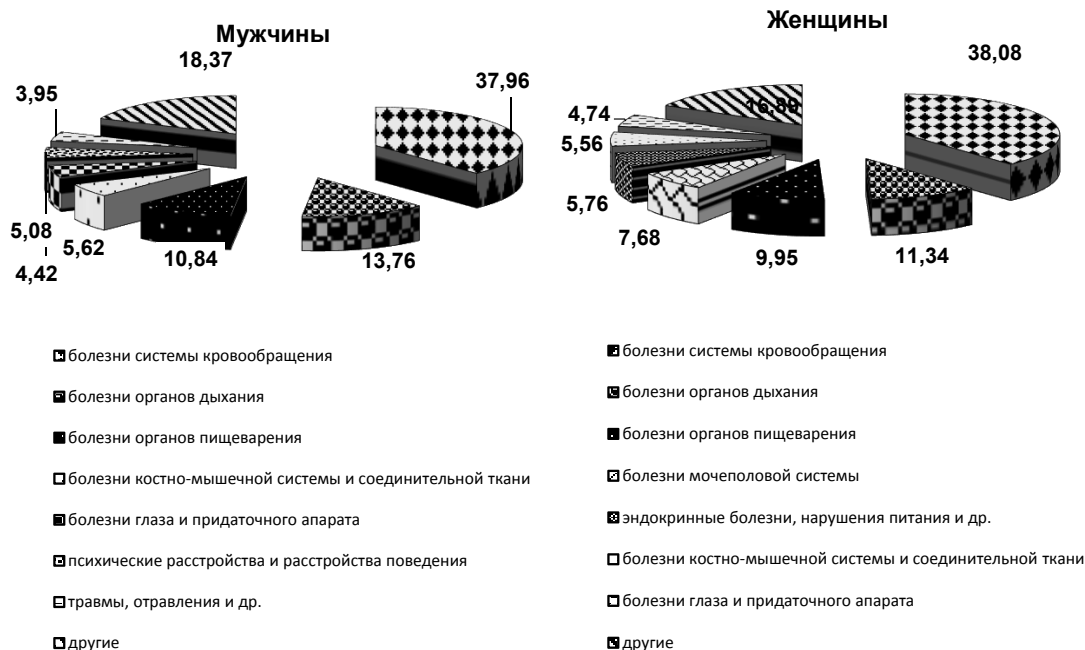 Мужчины
18,37
37,96
3,95
5,08
5,62
4,42
10,84
13,76
болезни системы кровообращения
болезни органов дыхания
болезни органов пищеварения
болезни костно-мышечной системы и соединительной ткани
болезни глаза и придаточного апарата
психические расстройства и расстройства поведения
травмы, отравления и др.
другие
Женщины
38,08
16,89
4,74
5,56
5,76
7,68
9,95
11,34
болезни системы кровообращения
болезни органов дыхания
болезни органов пищеварения
болезни мочеполовой системы
эндокринные болезни, нарушения питания и др.
болезни костно-мышечной системы и соединительной ткани
болезни глаза и придаточного апарата
другие